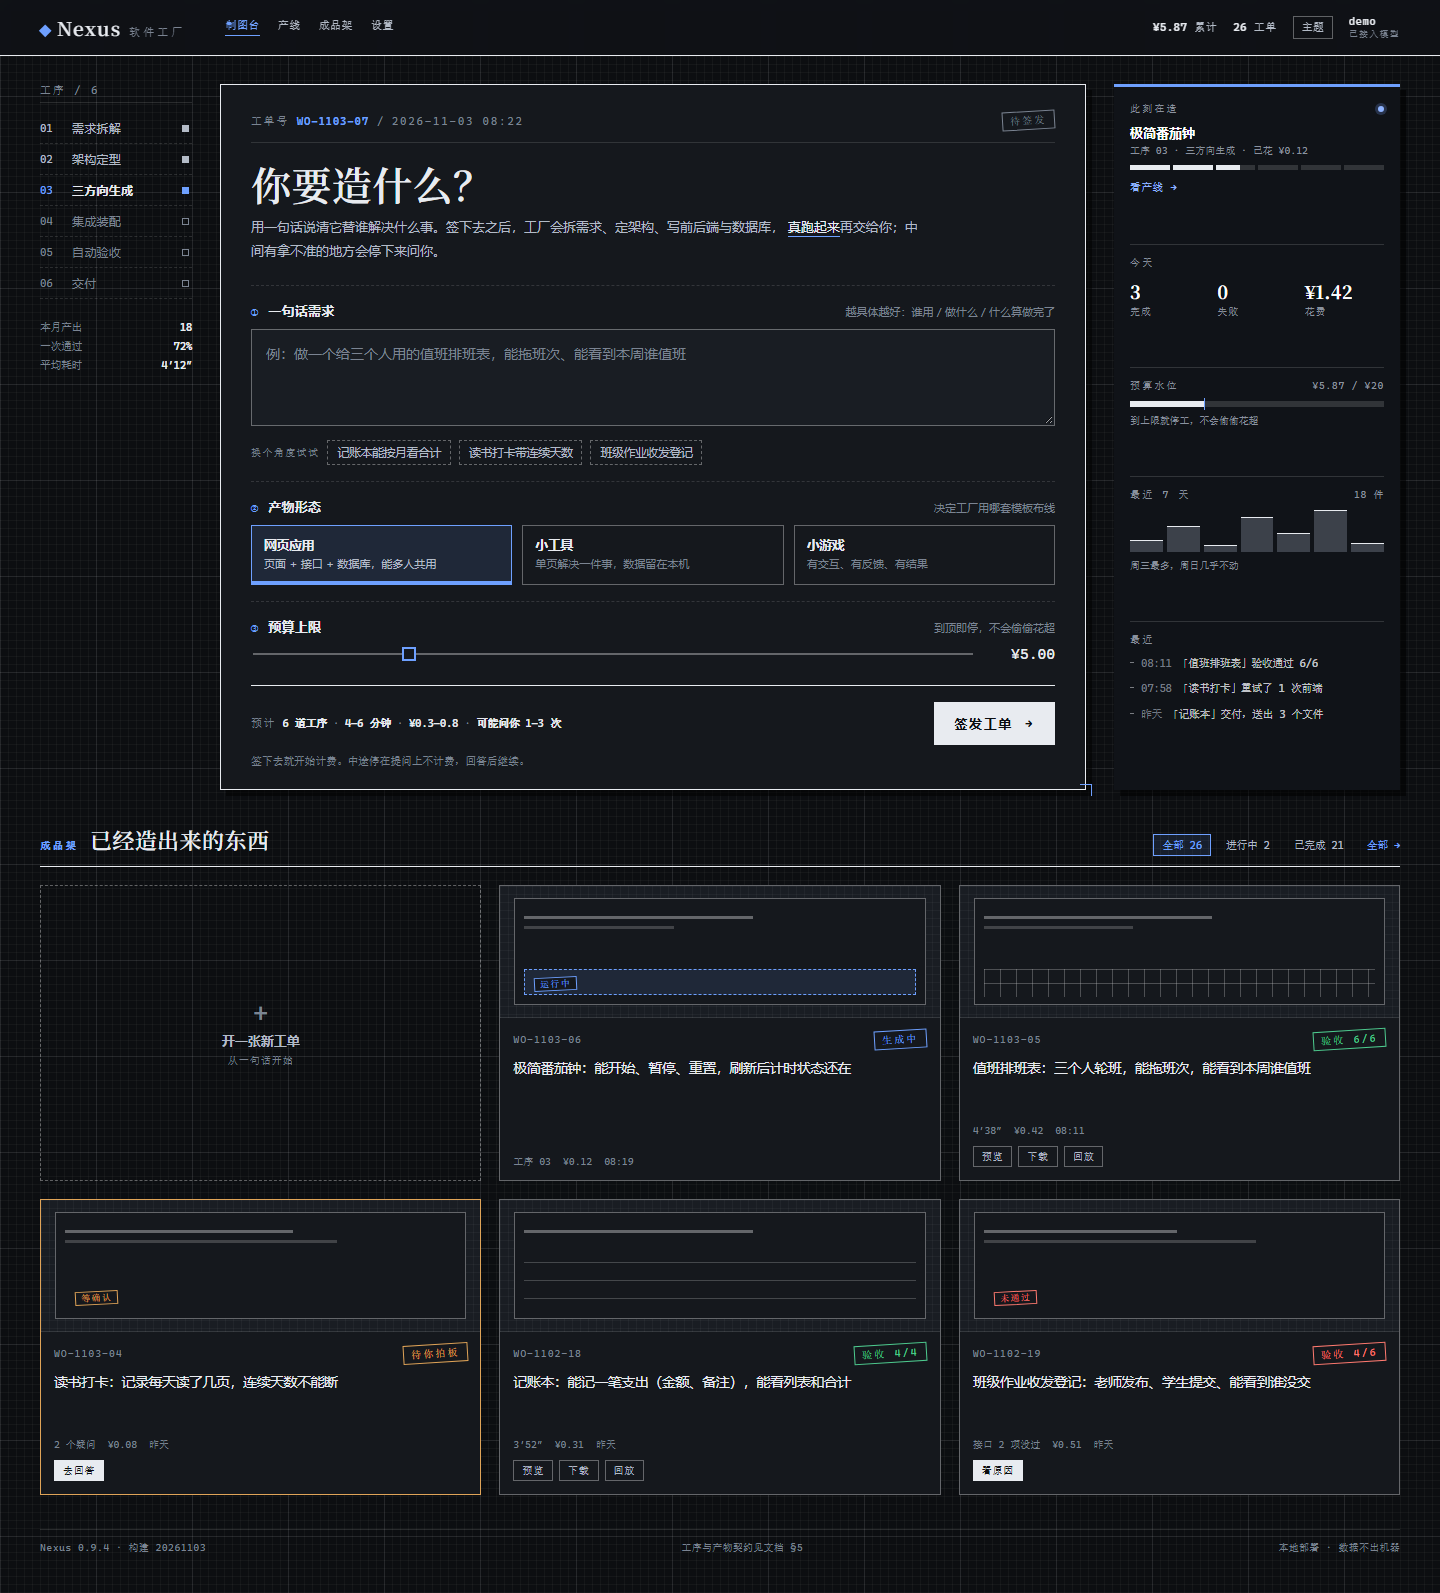 ◆ Nexus 软件工厂
制图台 产线 成品架 设置
¥5.87 累计 26 工单 主题
demo
已接入模型
工序 / 6
01 需求拆解
02 架构定型
03 三方向生成
04 集成装配
05 自动验收
06 交付
本月产出 18
一次通过 72%
平均耗时 4′12″
工单号 WO-1103-07 / 2026-11-03 08:22
待签发
你要造什么？
用一句话说清它替谁解决什么事。签下去之后，工厂会拆需求、定架构、写前后端与数据库， 真跑起来再交给你；中
间有拿不准的地方会停下来问你。
① 一句话需求 越具体越好：谁用 / 做什么 / 什么算做完了
例：做一个给三个人用的值班排班表，能拖班次、能看到本周谁值班
换个角度试试 记账本能按月看合计 读书打卡带连续天数 班级作业收发登记
② 产物形态 决定工厂用哪套模板布线
网页应用
页面 + 接口 + 数据库，能多人共用
小工具
单页解决一件事，数据留在本机
小游戏
有交互、有反馈、有结果
③ 预算上限 到顶即停，不会偷偷花超
¥5.00
预计 6 道工序 · 4–6 分钟 · ¥0.3–0.8 · 可能问你 1–3 次
签发工单 →
签下去就开始计费。中途停在提问上不计费，回答后继续。
此刻在造
极简番茄钟
工序 03 · 三方向生成 · 已花 ¥0.12
看产线 →
今天
3 0 ¥1.42
完成 失败 花费
预算水位 ¥5.87 / ¥20
到上限就停工，不会偷偷花超
最近 7 天 18 件
周三最多，周日几乎不动
最近
– 08:11 「值班排班表」验收通过 6/6
– 07:58 「读书打卡」重试了 1 次前端
– 昨天 「记账本」交付，送出 3 个文件
成品架 已经造出来的东西
全部 26 进行中 2 已完成 21 全部 →
+
开一张新工单
从一句话开始
运行中
WO-1103-06 生成中
极简番茄钟：能开始、暂停、重置，刷新后计时状态还在
工序 03 ¥0.12 08:19
WO-1103-05 验收 6/6
值班排班表：三个人轮班，能拖班次，能看到本周谁值班
4′38″ ¥0.42 08:11
预览 下载 回放
等确认
WO-1103-04 待你拍板
读书打卡：记录每天读了几页，连续天数不能断
2 个疑问 ¥0.08 昨天
去回答
WO-1102-18 验收 4/4
记账本：能记一笔支出（金额、备注），能看列表和合计
3′52″ ¥0.31 昨天
预览 下载 回放
未通过
WO-1102-19 验收 4/6
班级作业收发登记：老师发布、学生提交、能看到谁没交
接口 2 项没过 ¥0.51 昨天
看原因
Nexus 0.9.4 · 构建 20261103
工序与产物契约见文档 §5
本地部署 · 数据不出机器